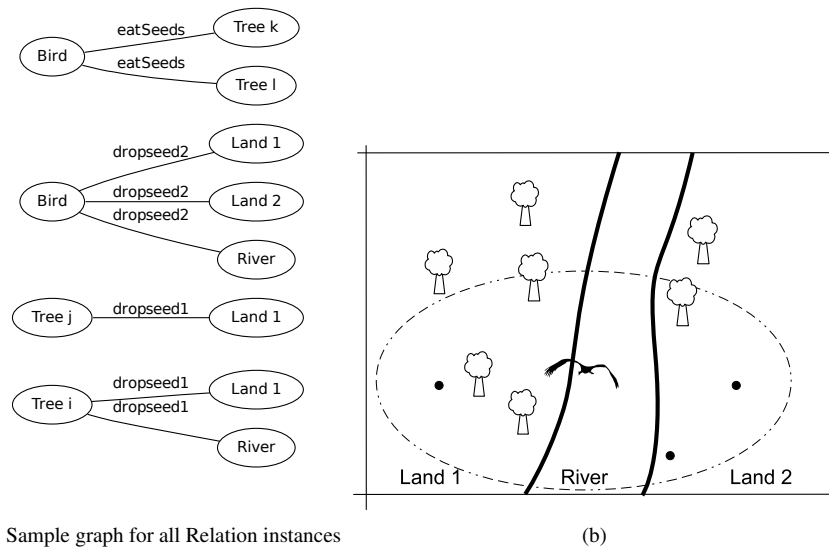 Bird
eatSeeds
eatSeeds
Tree k
Tree l
Bird
dropseed2
dropseed2
dropseed2
Land 1
Land 2
River
Tree j
dropseed1
Land 1
Tree i
dropseed1
dropseed1
Land 1
River
Land 1
River
Land 2
Sample graph for all Relation instances
(b)